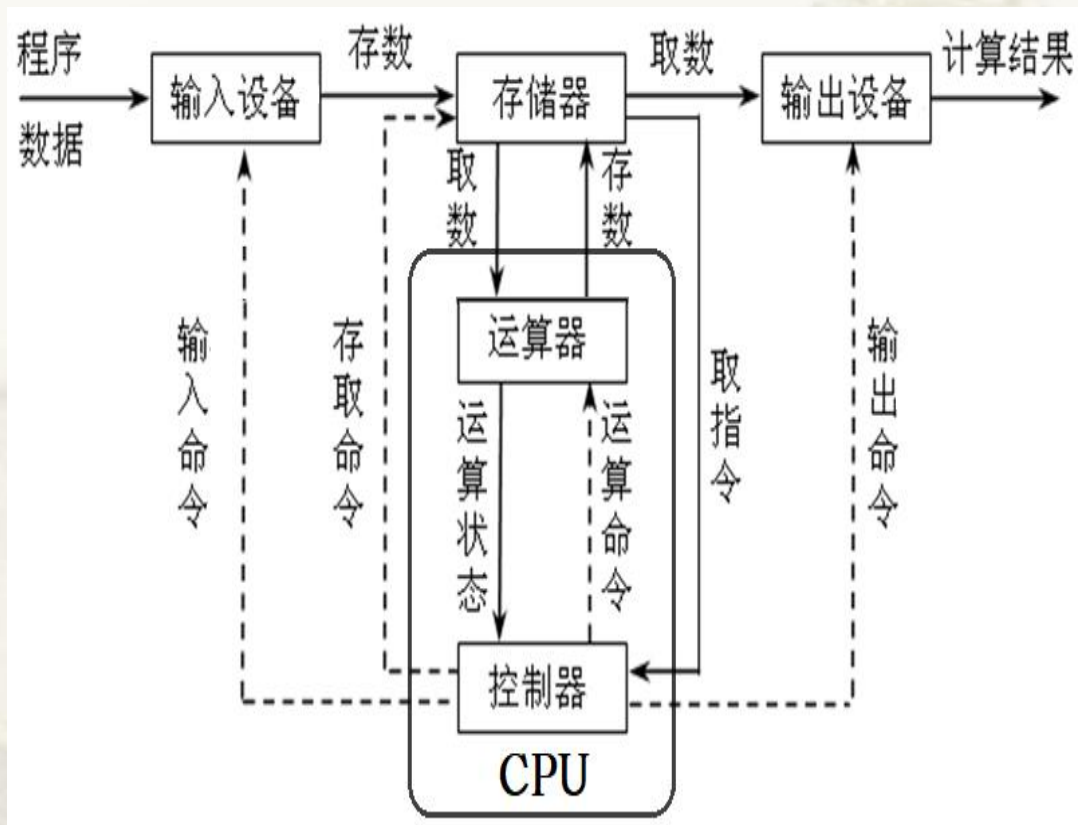 程序
数据
输入设备
存数
存储器
取数
输出设备
计算结果
取数
存数
运算器
输入命令
存取命令
运算状态
运算命令
取指令
输出命令
控制器
CPU